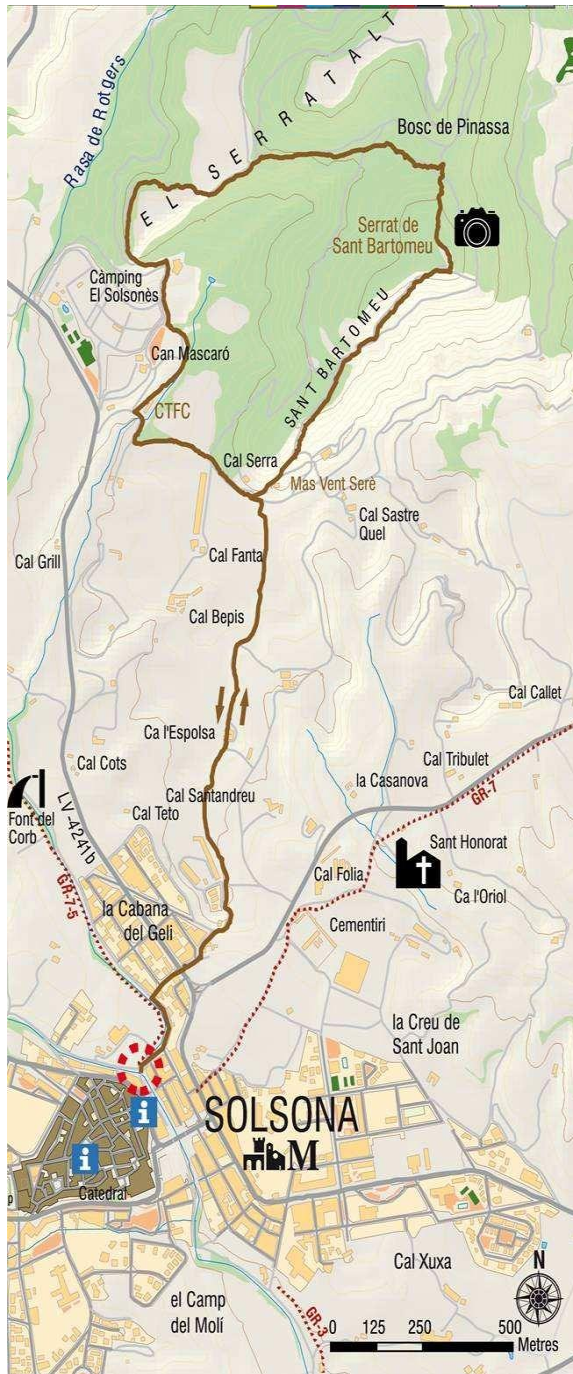 Rasa de Rotgers
EL SERRATALT
Bosc de Pinassa
Serrat de
Sant Bartomeu
Càmping
El Solsonès
Can Mascaró
SANT BARTOMEU
CTFC
Cal Serra
Mas Vent Serè
Cal Sastre
Quel
Cal Grill
Cal Fanta
Cal Bepis
Cal Callet
Ca l'Espolsa
Cal Tribulet
Cal Cots
la Casanova
GR-7
Cal Santandreu
Font del
Corb
LV-4241b
Cal Teto
Sant Honorat
Cal Folia
Ca l'Oriol
GR-7-5
la Cabana
del Geli
Cementiri
la Creu de
Sant Joan
i
SOLSONA
M
i
Catedral
p
Cal Xuxa
N
el Camp
del Molí
GR-3
0 125 250 500
Metres